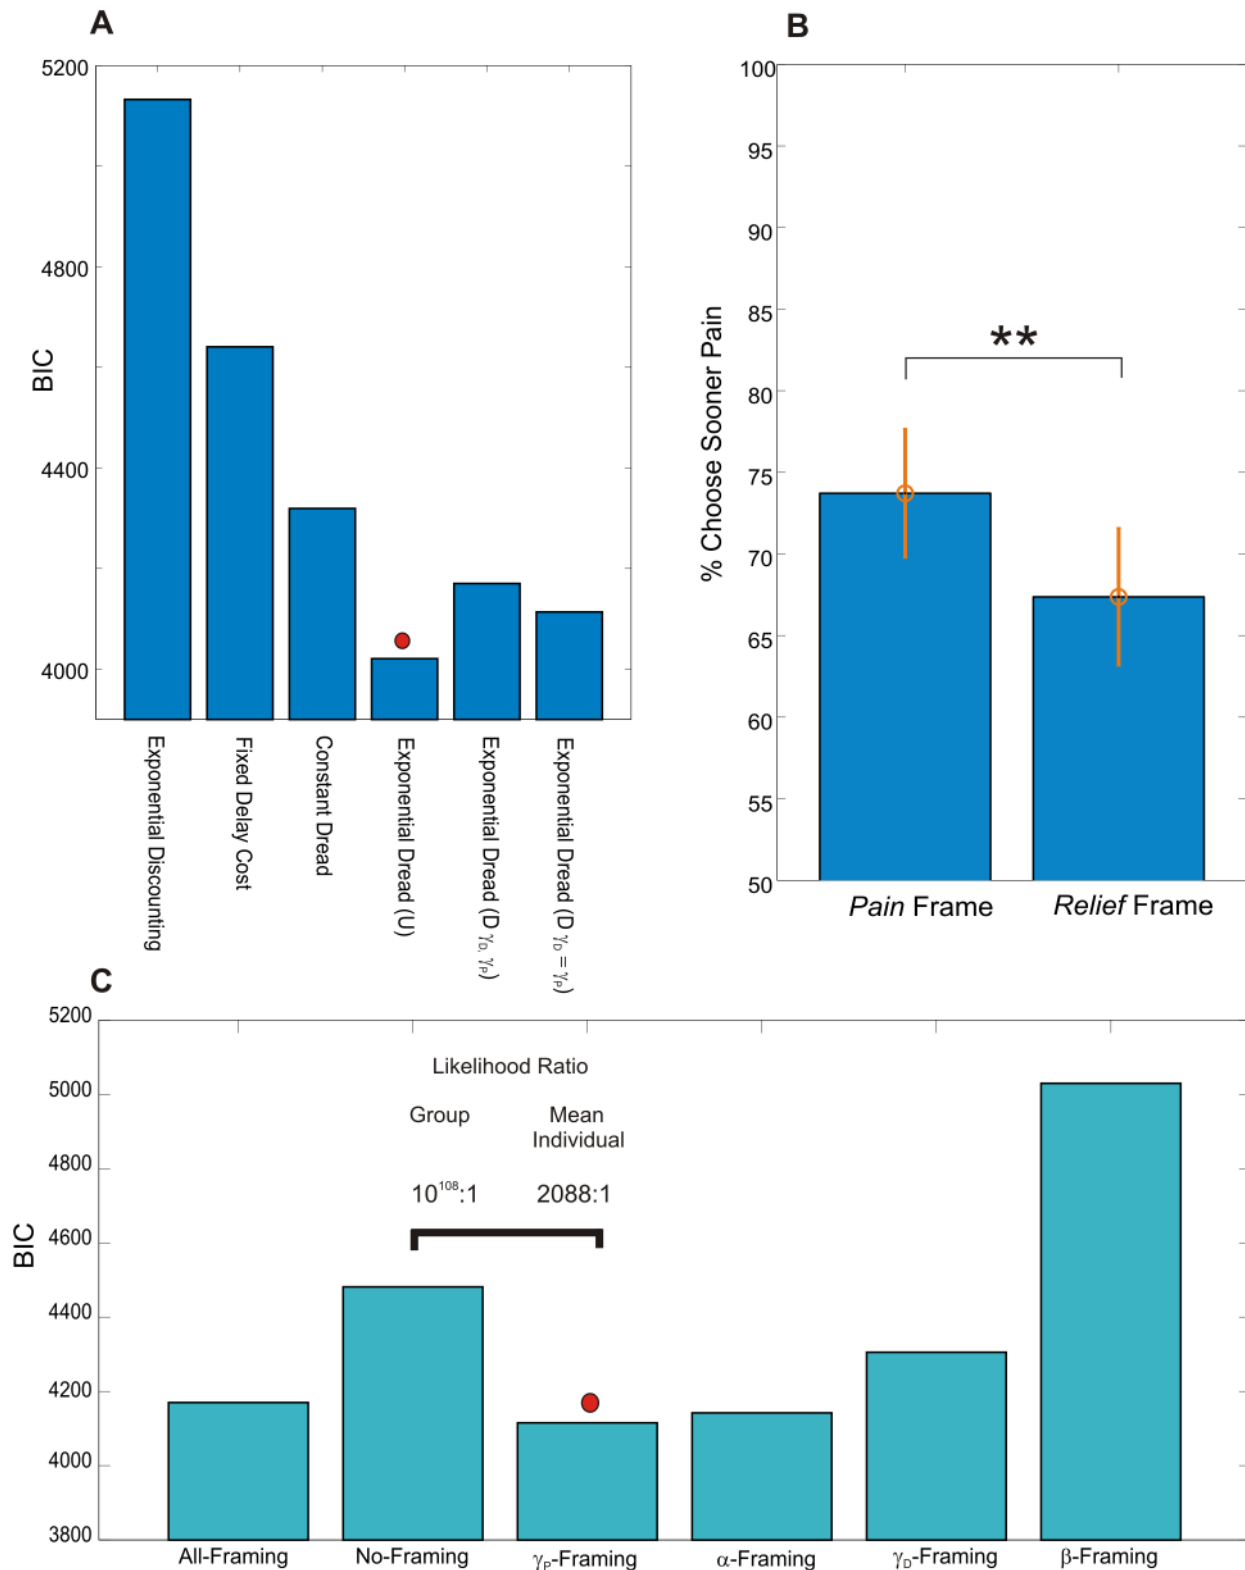 A
5200
4800
4400
4000
BIC
Exponential Discounting
Fixed Delay Cost
Constant Dread
Exponential Dread (U)
Exponential Dread (D γD, γP)
Exponential Dread (D γD = γP)
B
100
95
90
85
80
75
70
65
60
55
50
% Choose Sooner Pain
**
Pain Frame
Relief Frame
C
5200
5000
4800
4600
4400
4200
4000
3800
BIC
Likelihood Ratio
Group
Mean
Individual
10¹⁰⁸:1
2088:1
All-Framing
No-Framing
γP-Framing
α-Framing
γD-Framing
β-Framing